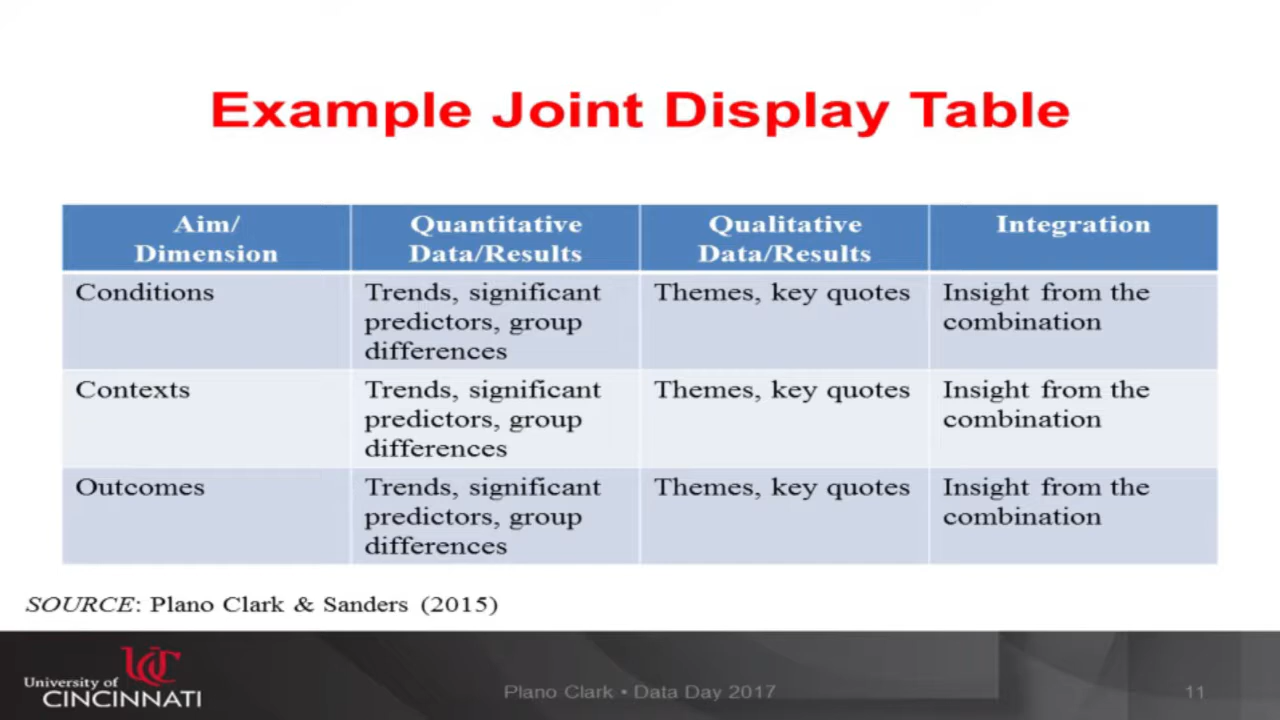 Example Joint Display Table
Aim/
Dimension
Quantitative
Data/Results
Qualitative
Data/Results
Integration
Conditions
Trends, significant
predictors, group
differences
Themes, key quotes
Insight from the
combination
Contexts
Trends, significant
predictors, group
differences
Themes, key quotes
Insight from the
combination
Outcomes
Trends, significant
predictors, group
differences
Themes, key quotes
Insight from the
combination
SOURCE: Plano Clark & Sanders (2015)
UC
University of
CINCINNATI
Plano Clark • Data Day 2017
11